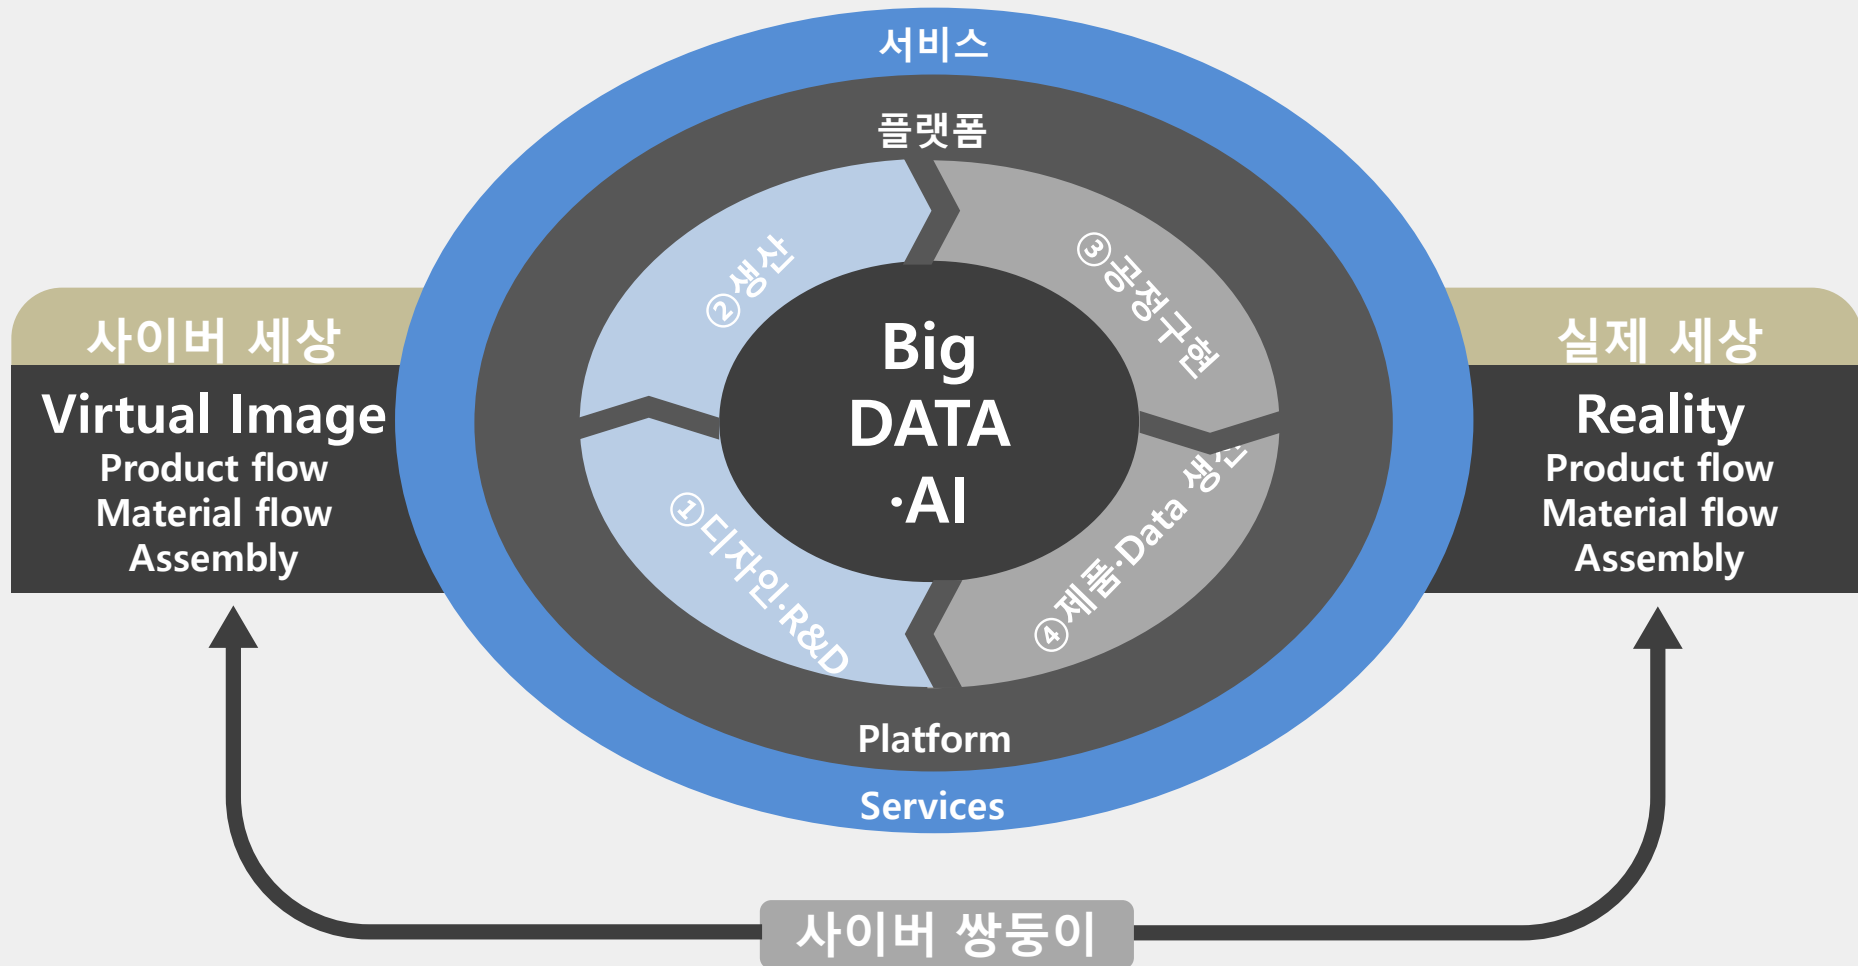 서비스
플랫폼
②생산
③공정구현
사이버 세상
Virtual Image
Product flow
Material flow
Assembly
Big
DATA
·AI
실제 세상
Reality
Product flow
Material flow
Assembly
①디자인·R&D
④제품·Data 생산
Platform
Services
사이버 쌍둥이